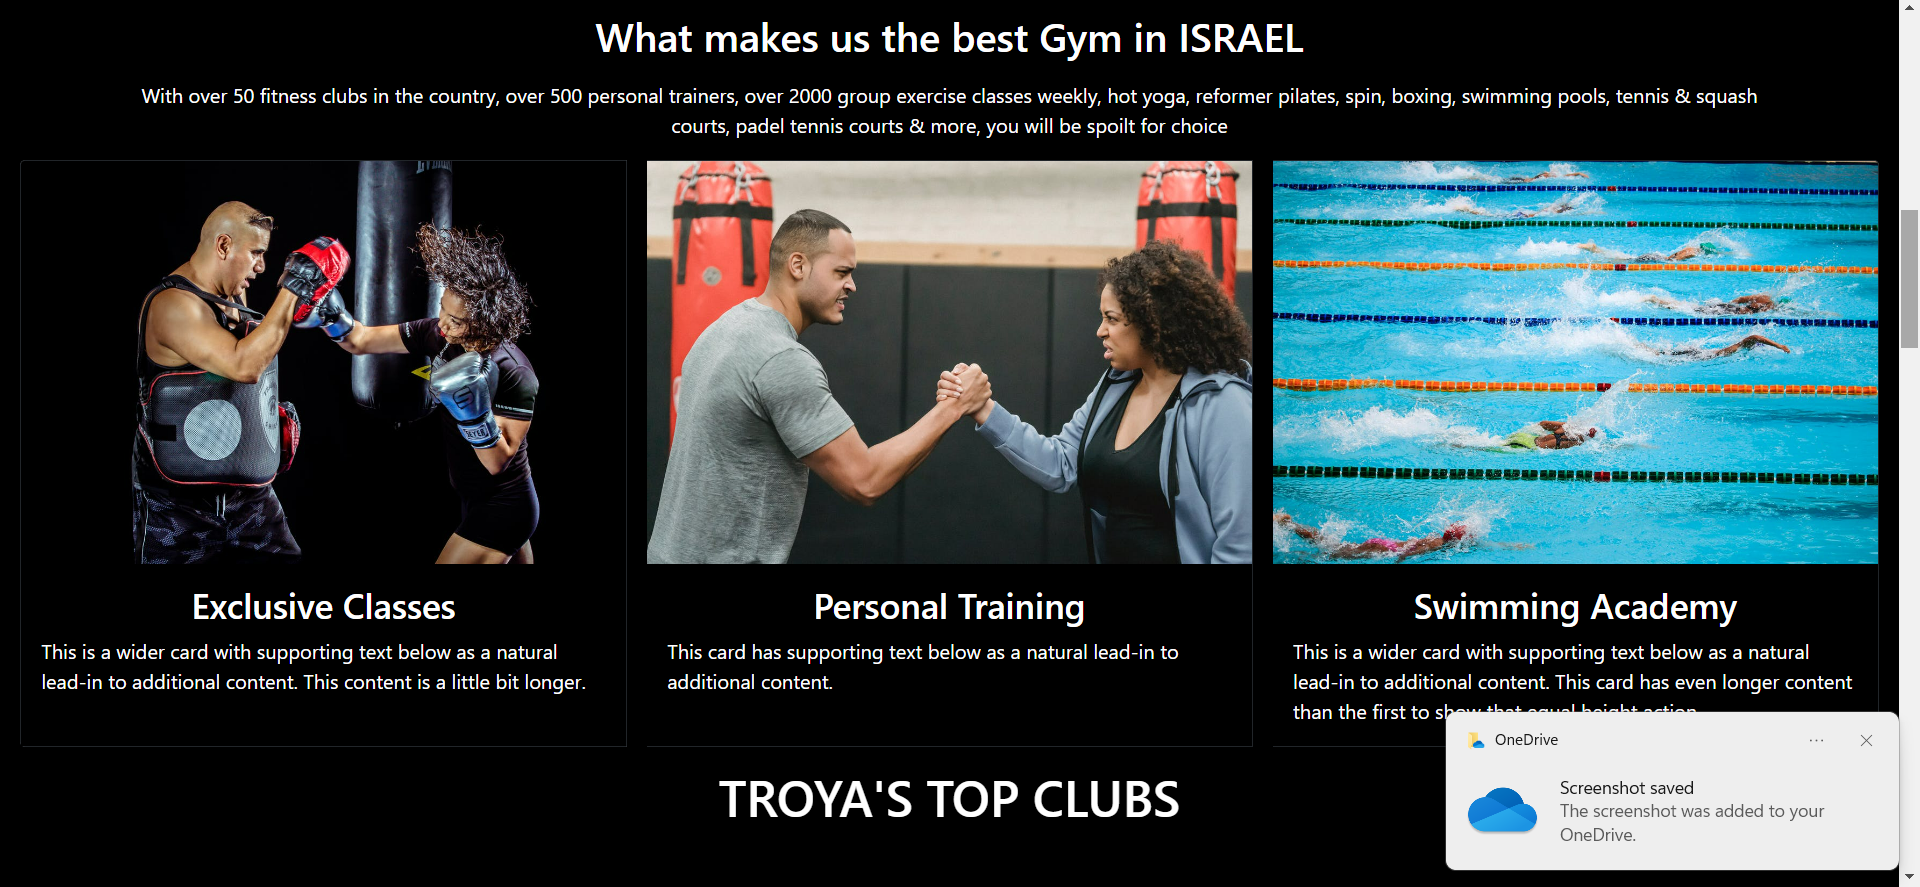 What makes us the best Gym in ISRAEL
With over 50 fitness clubs in the country, over 500 personal trainers, over 2000 group exercise classes weekly, hot yoga, reformer pilates, spin, boxing, swimming pools, tennis & squash
courts, padel tennis courts & more, you will be spoilt for choice
Exclusive Classes
This is a wider card with supporting text below as a natural
lead-in to additional content. This content is a little bit longer.
Personal Training
This card has supporting text below as a natural lead-in to
additional content.
Swimming Academy
This is a wider card with supporting text below as a natural
lead-in to additional content. This card has even longer content
than the first to show that equal height action.
TROYA'S TOP CLUBS
OneDrive
Screenshot saved
The screenshot was added to your
OneDrive.